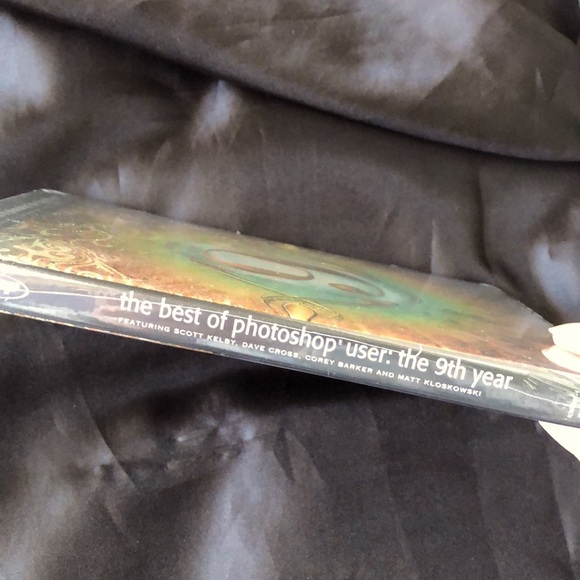 the best of photoshop® user: the 9th year
FEATURING SCOTT KELBY, DAVE CROSS, COREY BARKER AND MATT KLOSKOWSKI